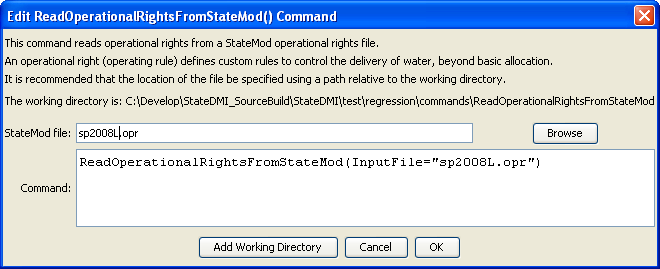 Edit ReadOperationalRightsFromStateMod() Command
This command reads operational rights from a StateMod operational rights file.
An operational right (operating rule) defines custom rules to control the delivery of water, beyond basic allocation.
It is recommended that the location of the file be specified using a path relative to the working directory.
The working directory is: C:\Develop\StateDMI_SourceBuild\StateDMI\test\regression\commands\ReadOperationalRightsFromStateMod
StateMod file: sp2008L.opr Browse
Command: ReadOperationalRightsFromStateMod(InputFile="sp2008L.opr")
Add Working Directory Cancel OK